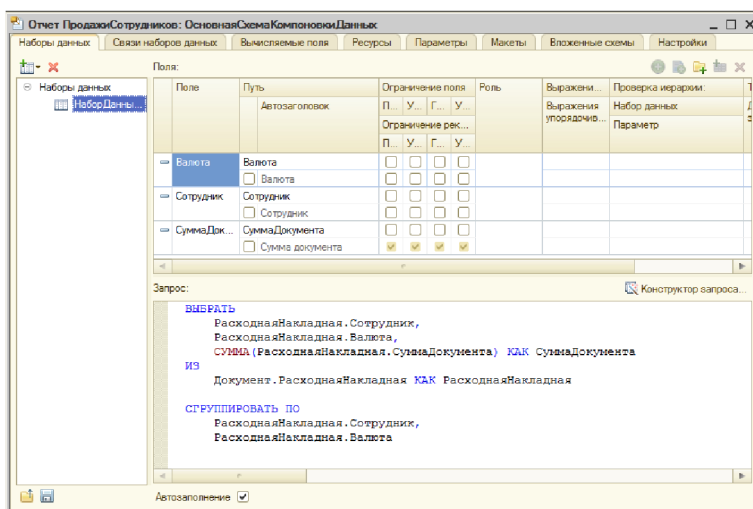 Отчет ПродажиСотрудников: ОсновнаяСхемаКомпоновкиДанных
Наборы данных Связи наборов данных Вычисляемые поля Ресурсы Параметры Макеты Вложенные схемы Настройки
Поля:
Наборы данных
НаборДанны...
Поле Путь Ограничение поля Роль Выражени... Проверка иерархии:
Автозаголовок П... У... Г... У... Выражения упорядочив... Набор данных
Ограничение рек... Параметр
П... У... Г... У...
Валюта Валюта
Валюта
Сотрудник Сотрудник
Сотрудник
СуммаДок... СуммаДокумента
Сумма документа
Запрос: Конструктор запроса...
ВЫБРАТЬ
РасходнаяНакладная.Сотрудник,
РасходнаяНакладная.Валюта,
СУММА(РасходнаяНакладная.СуммаДокумента) КАК СуммаДокумента
ИЗ
Документ.РасходнаяНакладная КАК РасходнаяНакладная
СГРУППИРОВАТЬ ПО
РасходнаяНакладная.Сотрудник,
РасходнаяНакладная.Валюта
Автозаполнение